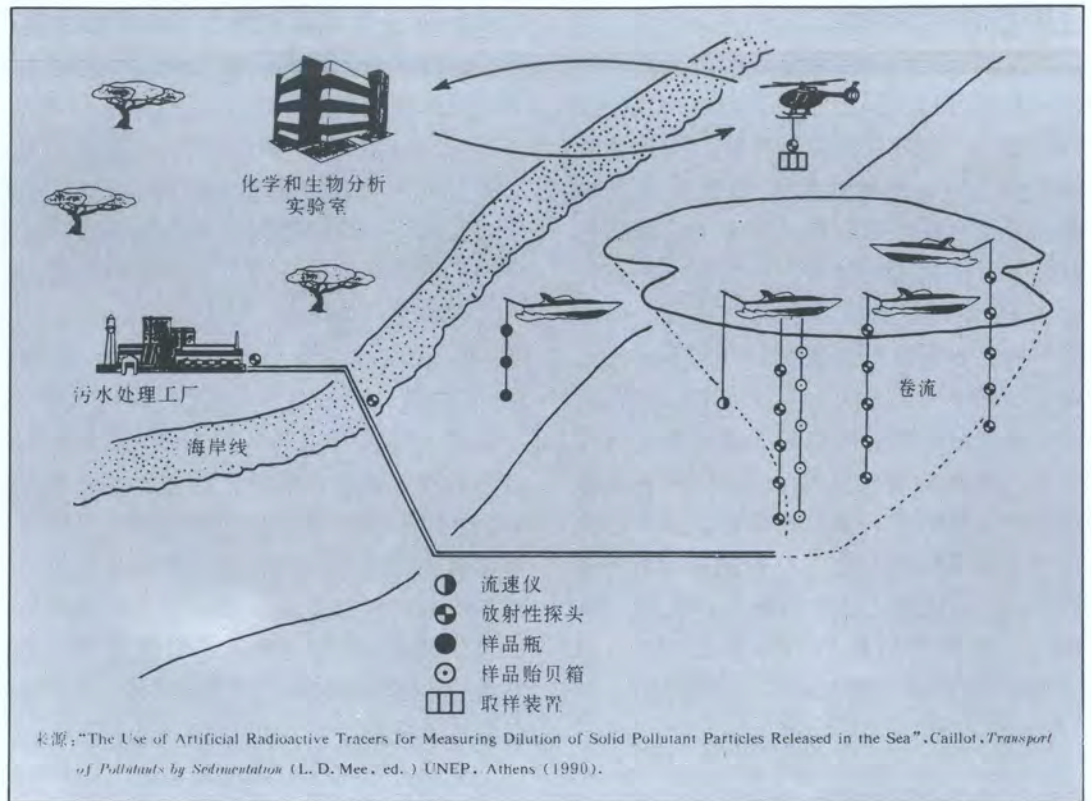 化学和生物分析
实验室
污水处理工厂
海岸线
卷流
流速仪
放射性探头
样品瓶
样品贻贝箱
取样装置
来源:“The Use of Artificial Radioactive Tracers for Measuring Dilution of Solid Pollutant Particles Released in the Sea”.Caillot.Transport
of Pollutants by Sedimentation (L. D. Mee. ed.) UNEP. Athens (1990).